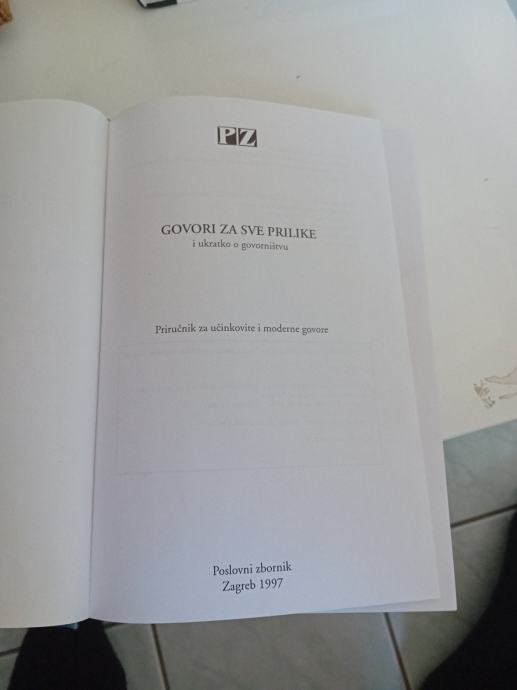 PZ
GOVORI ZA SVE PRILIKE
i ukratko o govorništvu
Priručnik za učinkovite i moderne govore
Poslovni zbornik
Zagreb 1997